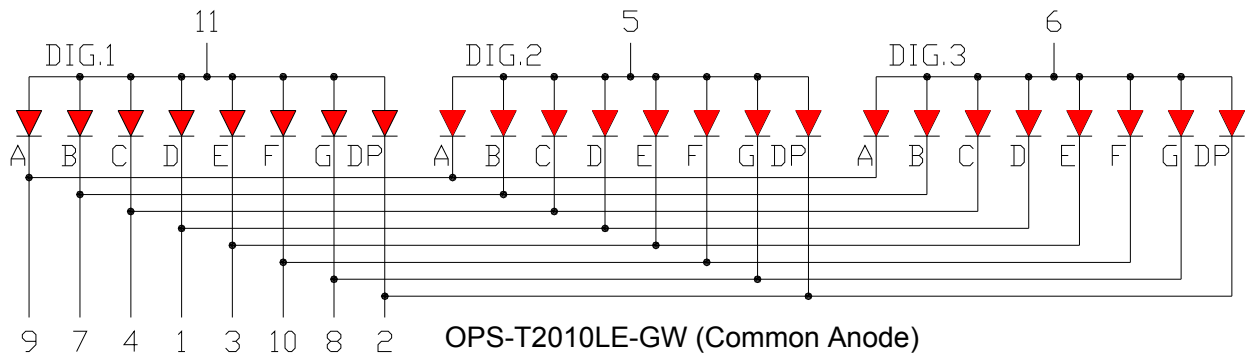 11 5 6
DIG.1 DIG.2 DIG.3
A B C D E F G DP A B C D E F G DP A B C D E F G DP
9 7 4 1 3 10 8 2 OPS-T2010LE-GW (Common Anode)